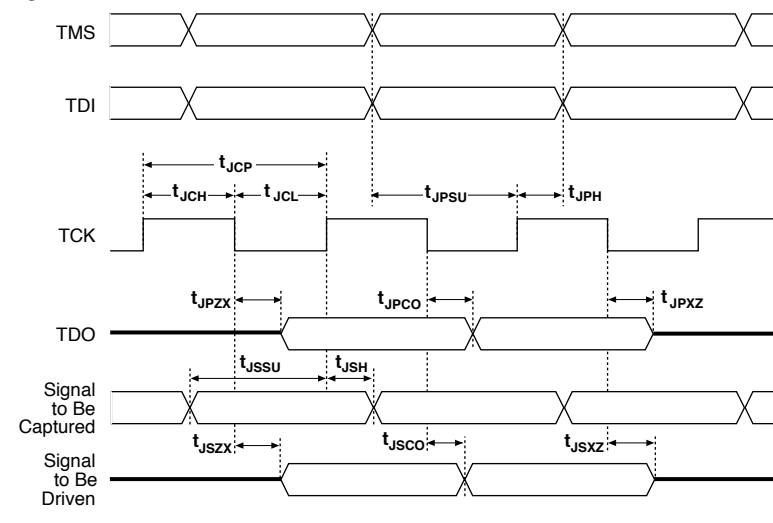 TMS
TDI
tJCP
tJCH
tJCL
tJPSU
tJPH
TCK
tJPZX
tJPCO
tJPXZ
TDO
tJSSU
tJSH
Signal
to Be
Captured
tJSZX
tJSCO
tJSXZ
Signal
to Be
Driven